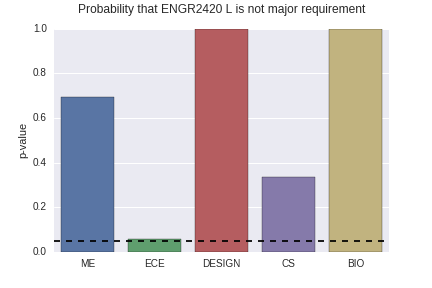 Probability that ENGR2420 L is not major requirement
1.0
0.8
0.6
0.4
0.2
0.0
p-value
ME ECE DESIGN CS BIO